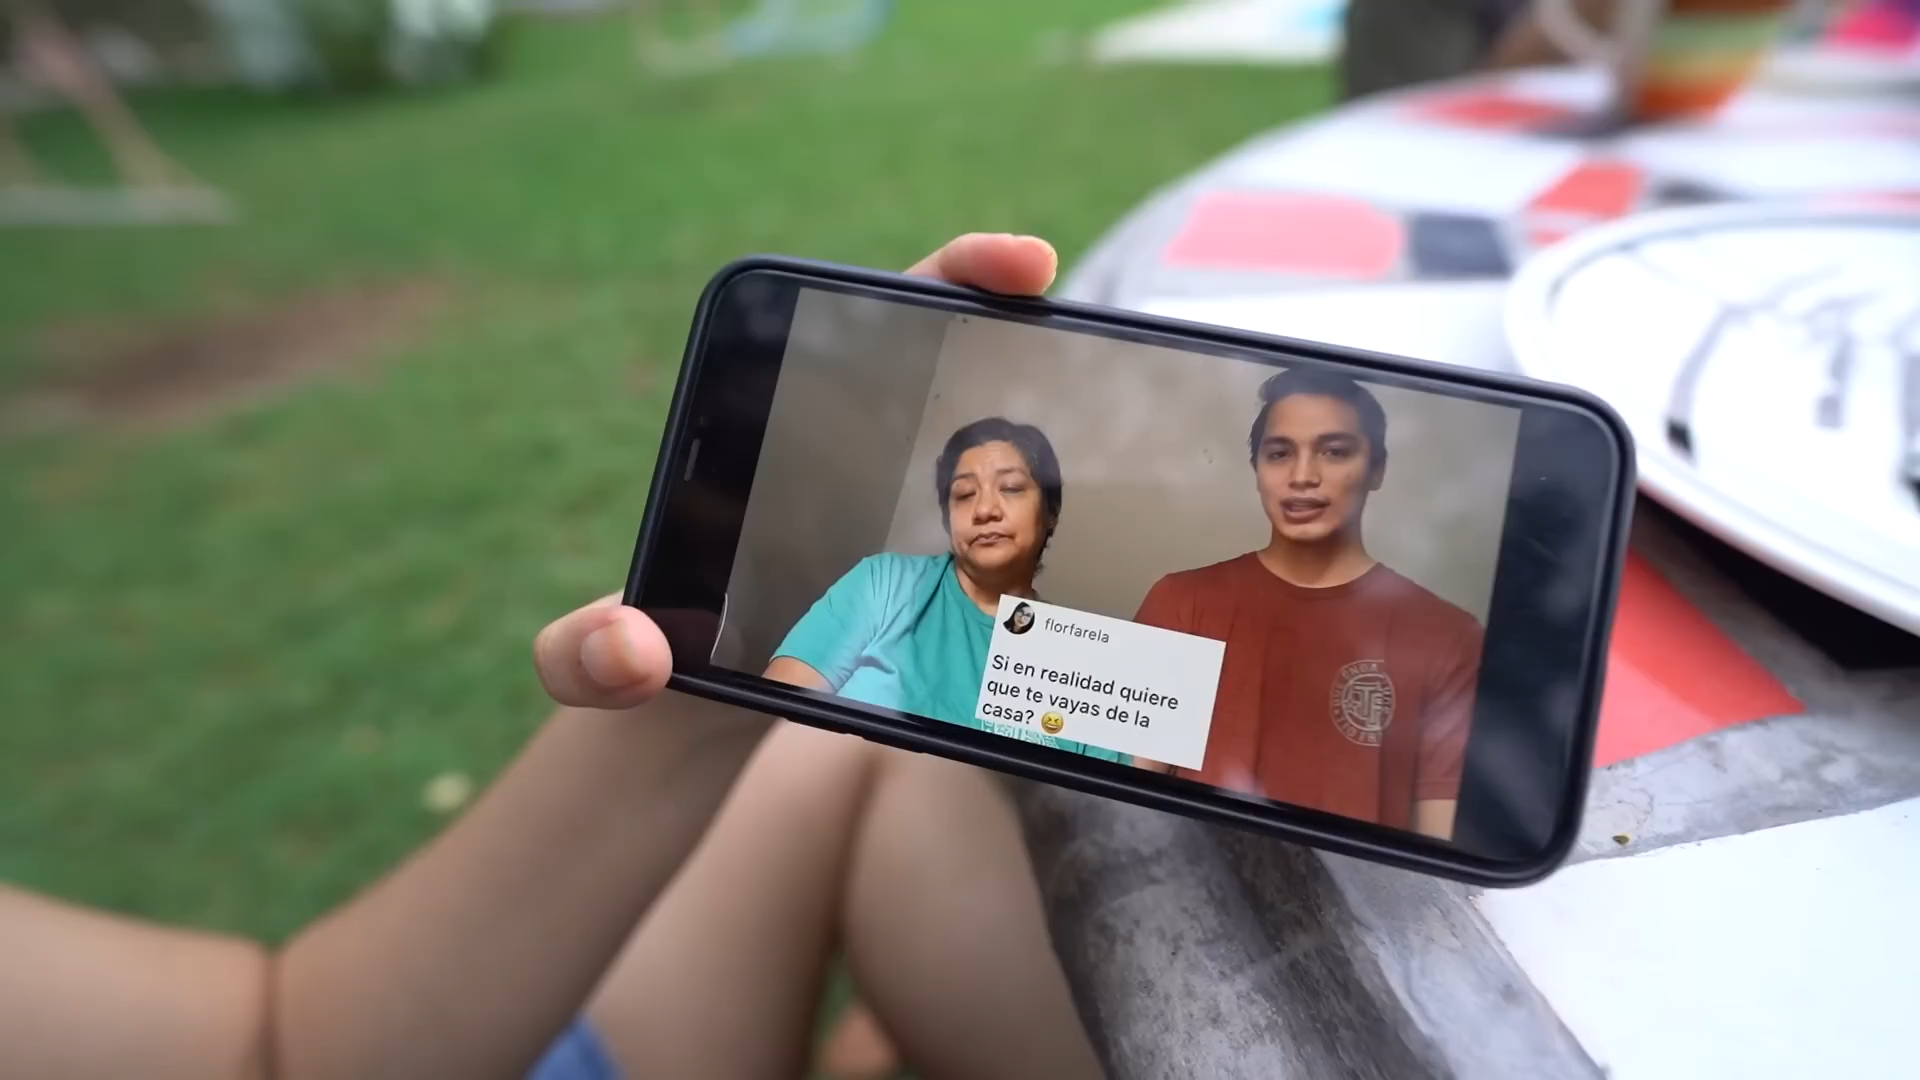 florfarela
Si en realidad quiere
que te vayas de la
casa? 😆